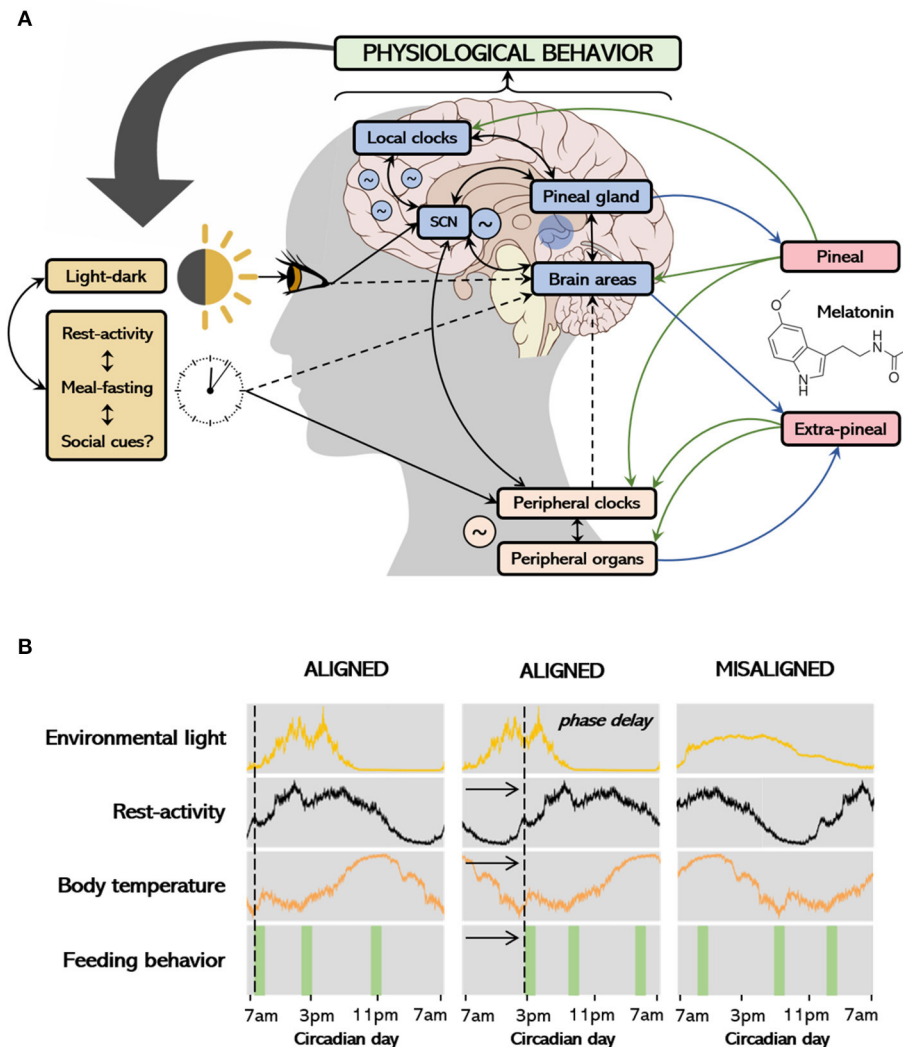 A
PHYSIOLOGICAL BEHAVIOR
Local clocks
~
~
~
SCN
~
Pineal gland
Brain areas
Light-dark
Rest-activity
Meal-fasting
Social cues?
Pineal
Melatonin
O
NH
O
N
H
Extra-pineal
Peripheral clocks
~
Peripheral organs
B
ALIGNED ALIGNED MISALIGNED
Environmental light
phase delay
Rest-activity
Body temperature
Feeding behavior
7am 3pm 11pm 7am 7am 3pm 11pm 7am 7am 3pm 11pm 7am
Circadian day Circadian day Circadian day